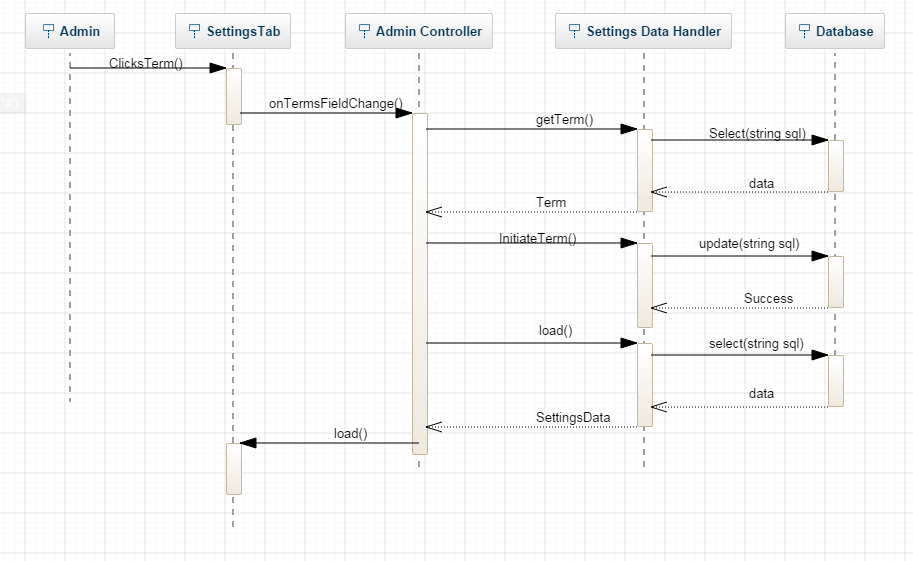 Admin
SettingsTab
Admin Controller
Settings Data Handler
Database
ClicksTerm()
onTermsFieldChange()
getTerm()
Select(string sql)
data
Term
InitiateTerm()
update(string sql)
Success
load()
select(string sql)
data
SettingsData
load()